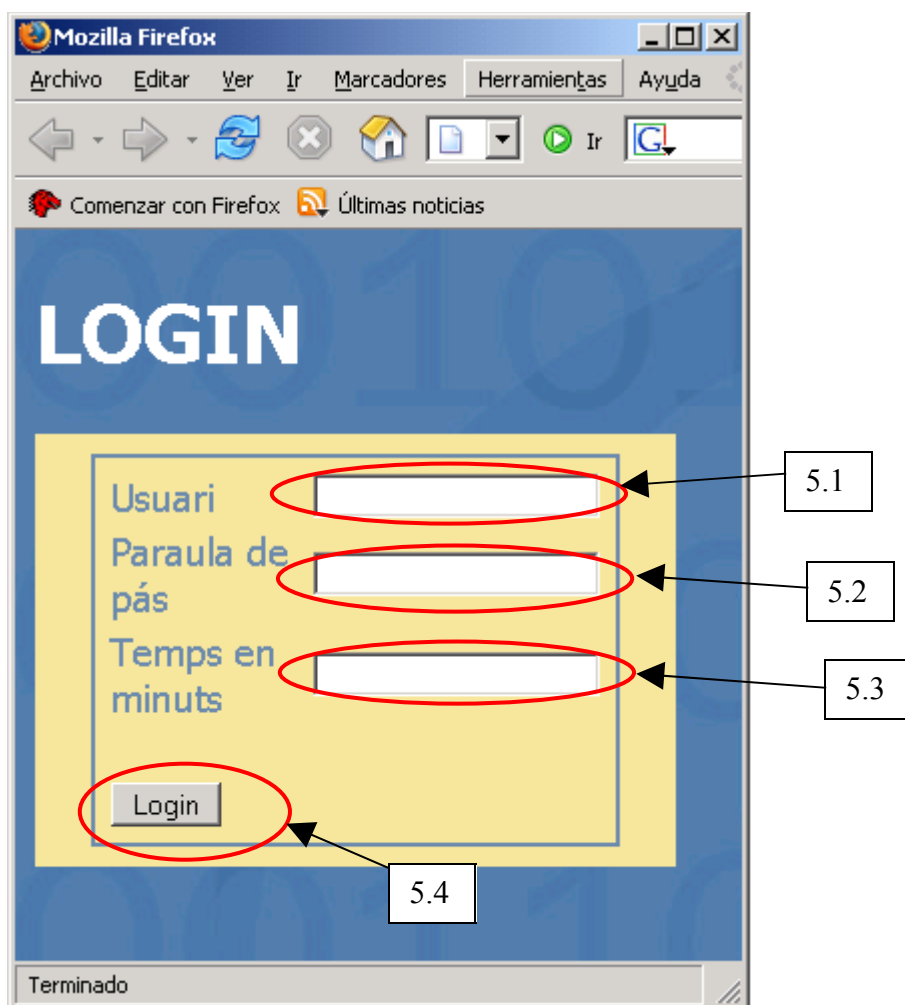 Mozilla Firefox
Archivo Editar Ver Ir Marcadores Herramientas Ayuda
Ir G
Comenzar con Firefox Últimas noticias
LOGIN
Usuari
5.1
Paraula de
pás
5.2
Temps en
minuts
5.3
Login
5.4
Terminado